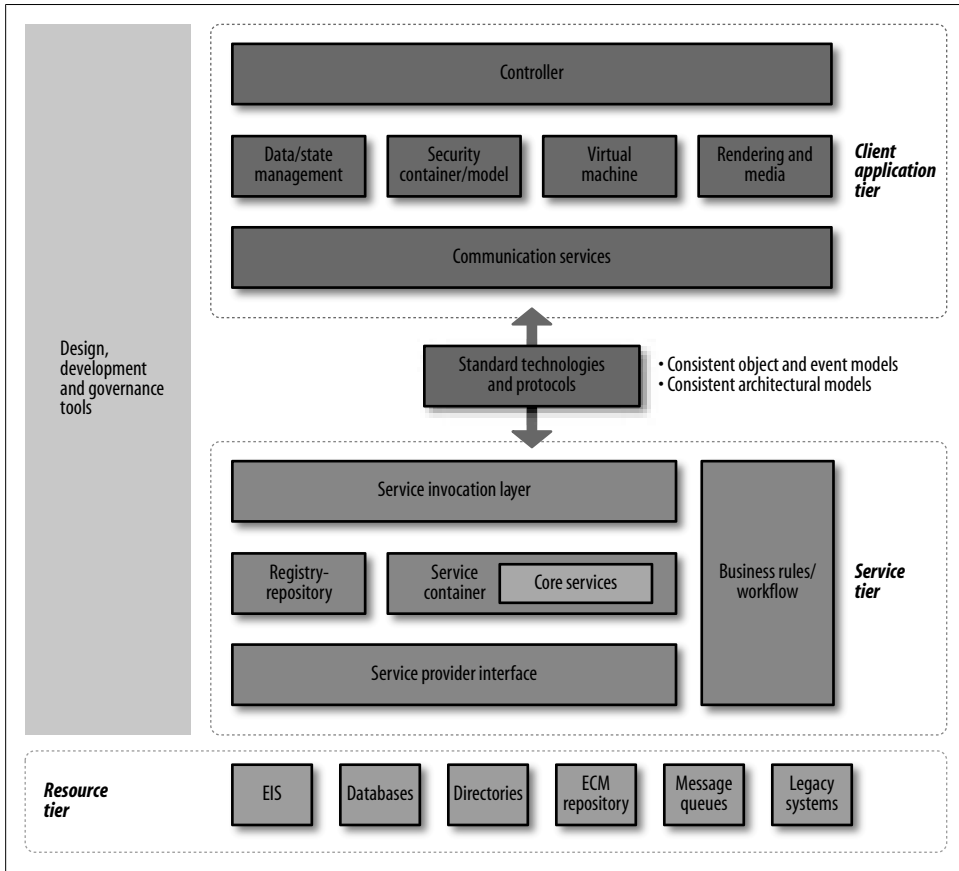 Controller
Data/state
management
Security
container/model
Virtual
machine
Rendering and
media
Client
application
tier
Communication services
Design,
development
and governance
tools
Standard technologies
and protocols
• Consistent object and event models
• Consistent architectural models
Service invocation layer
Registry-
repository
Service
container
Core services
Business rules/
workflow
Service
tier
Service provider interface
Resource
tier
EIS
Databases
Directories
ECM
repository
Message
queues
Legacy
systems